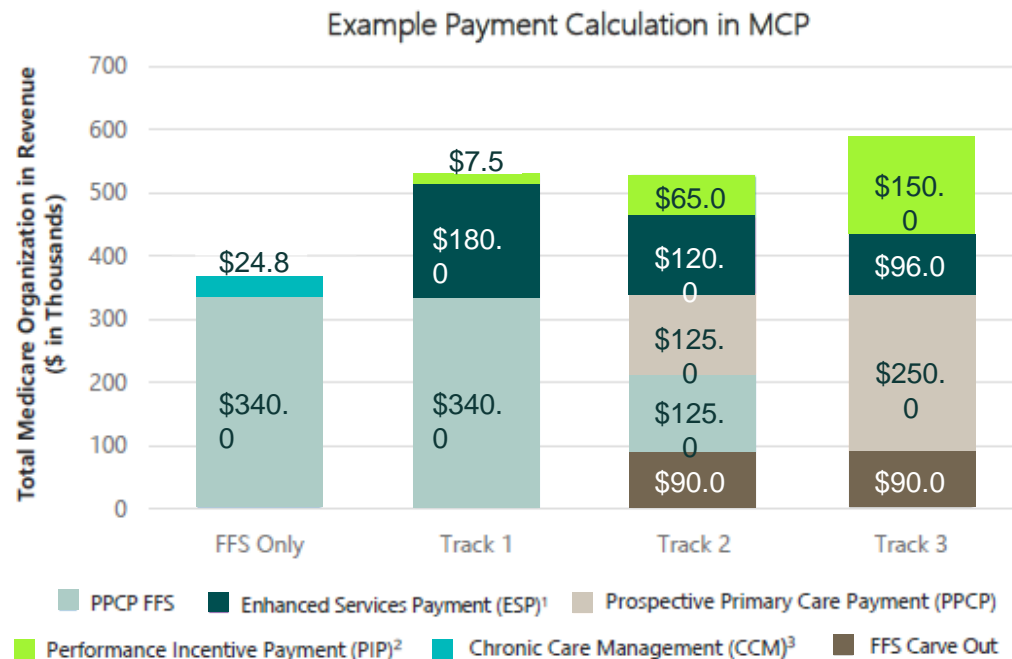 Example Payment Calculation in MCP
Total Medicare Organization in Revenue
($ in Thousands)
700
600
500
400
300
200
100
0
$24.8
$340.
0
$7.5
$180.
0
$340.
0
$65.0
$120.
0
$125.
0
$125.
0
$90.0
$150.
0
$96.0
$250.
0
$90.0
FFS Only
Track 1
Track 2
Track 3
PPCP FFS
Enhanced Services Payment (ESP)¹
Prospective Primary Care Payment (PPCP)
Performance Incentive Payment (PIP)²
Chronic Care Management (CCM)³
FFS Carve Out